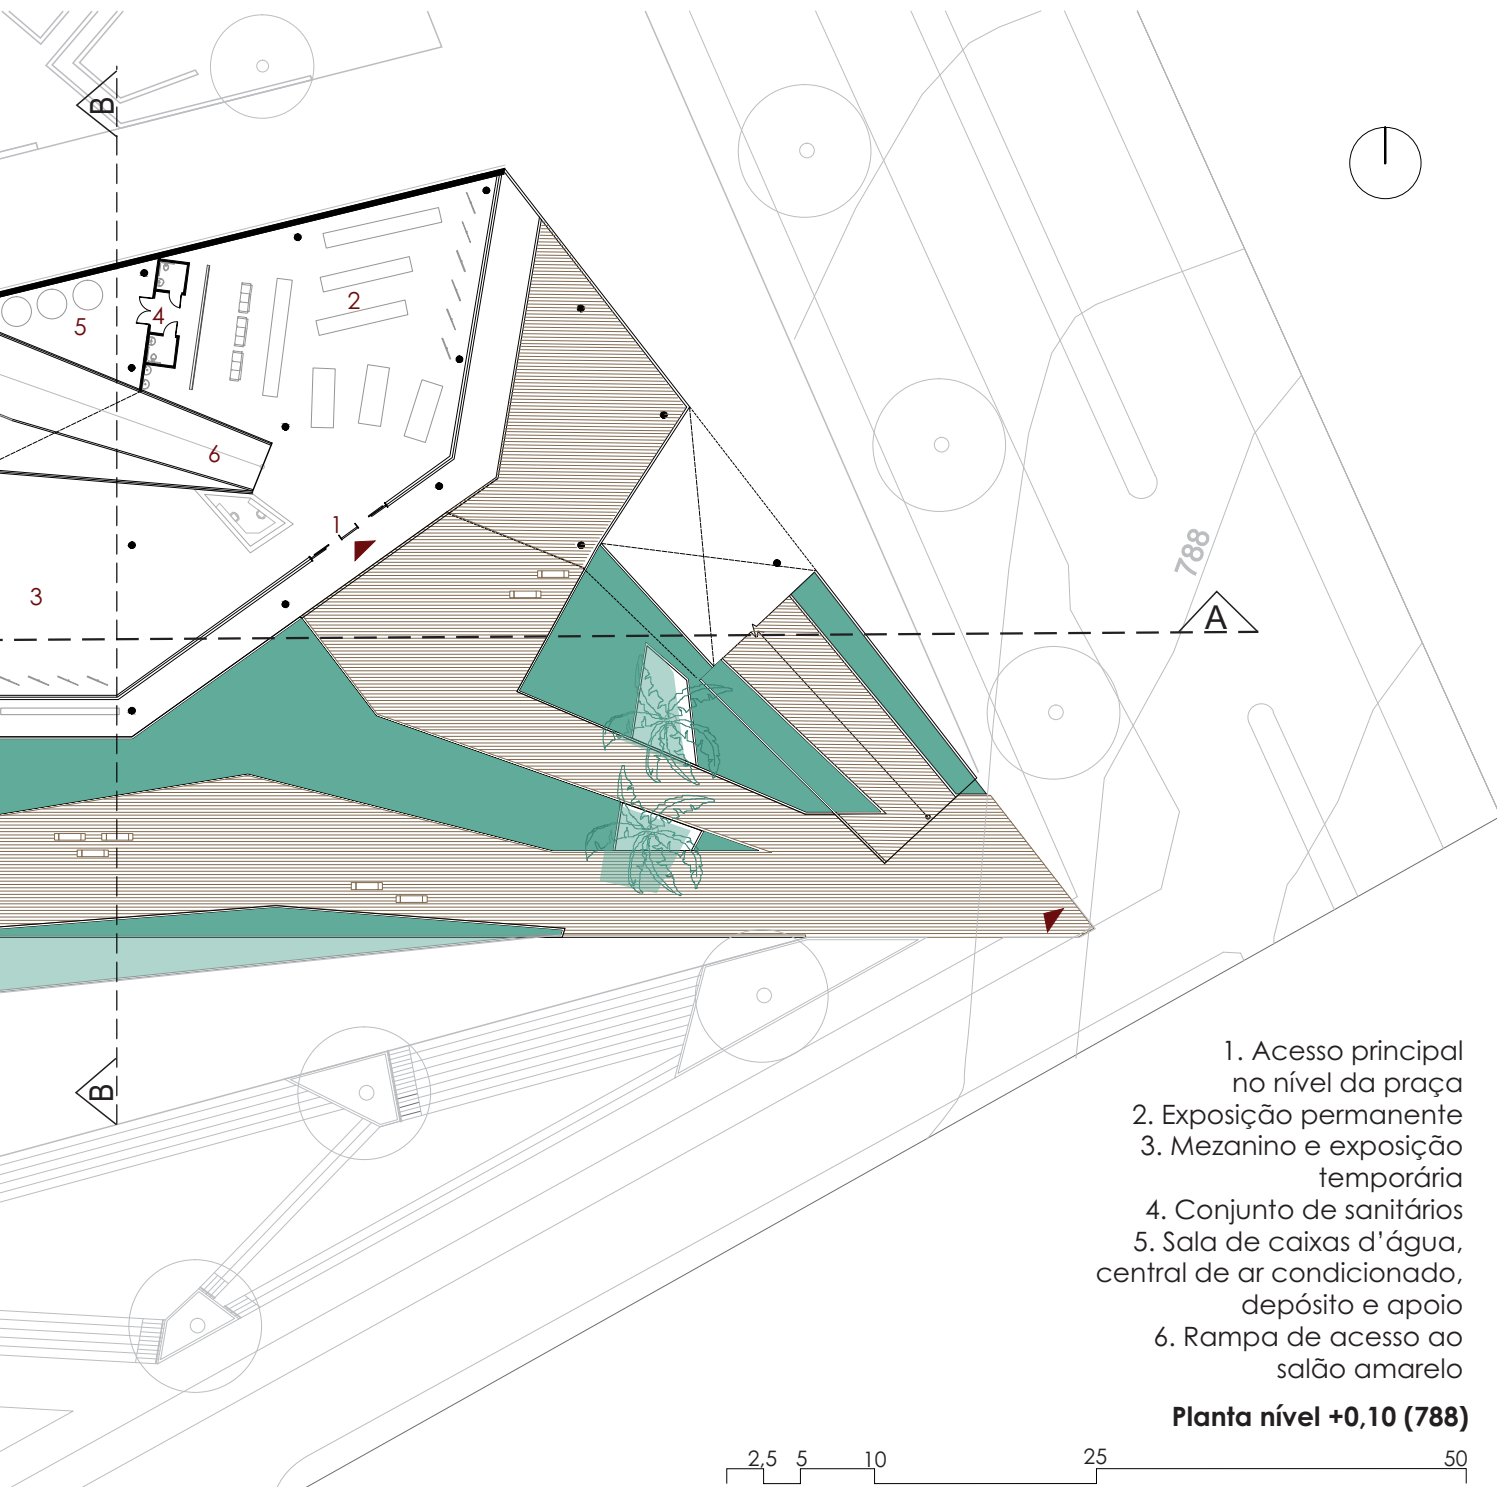 B
2
5
4
6
1
3
788
A
B
1. Acesso principal
no nível da praça
2. Exposição permanente
3. Mezanino e exposição
temporária
4. Conjunto de sanitários
5. Sala de caixas d’água,
central de ar condicionado,
depósito e apoio
6. Rampa de acesso ao
salão amarelo
Planta nível +0,10 (788)
2,5 5 10 25 50